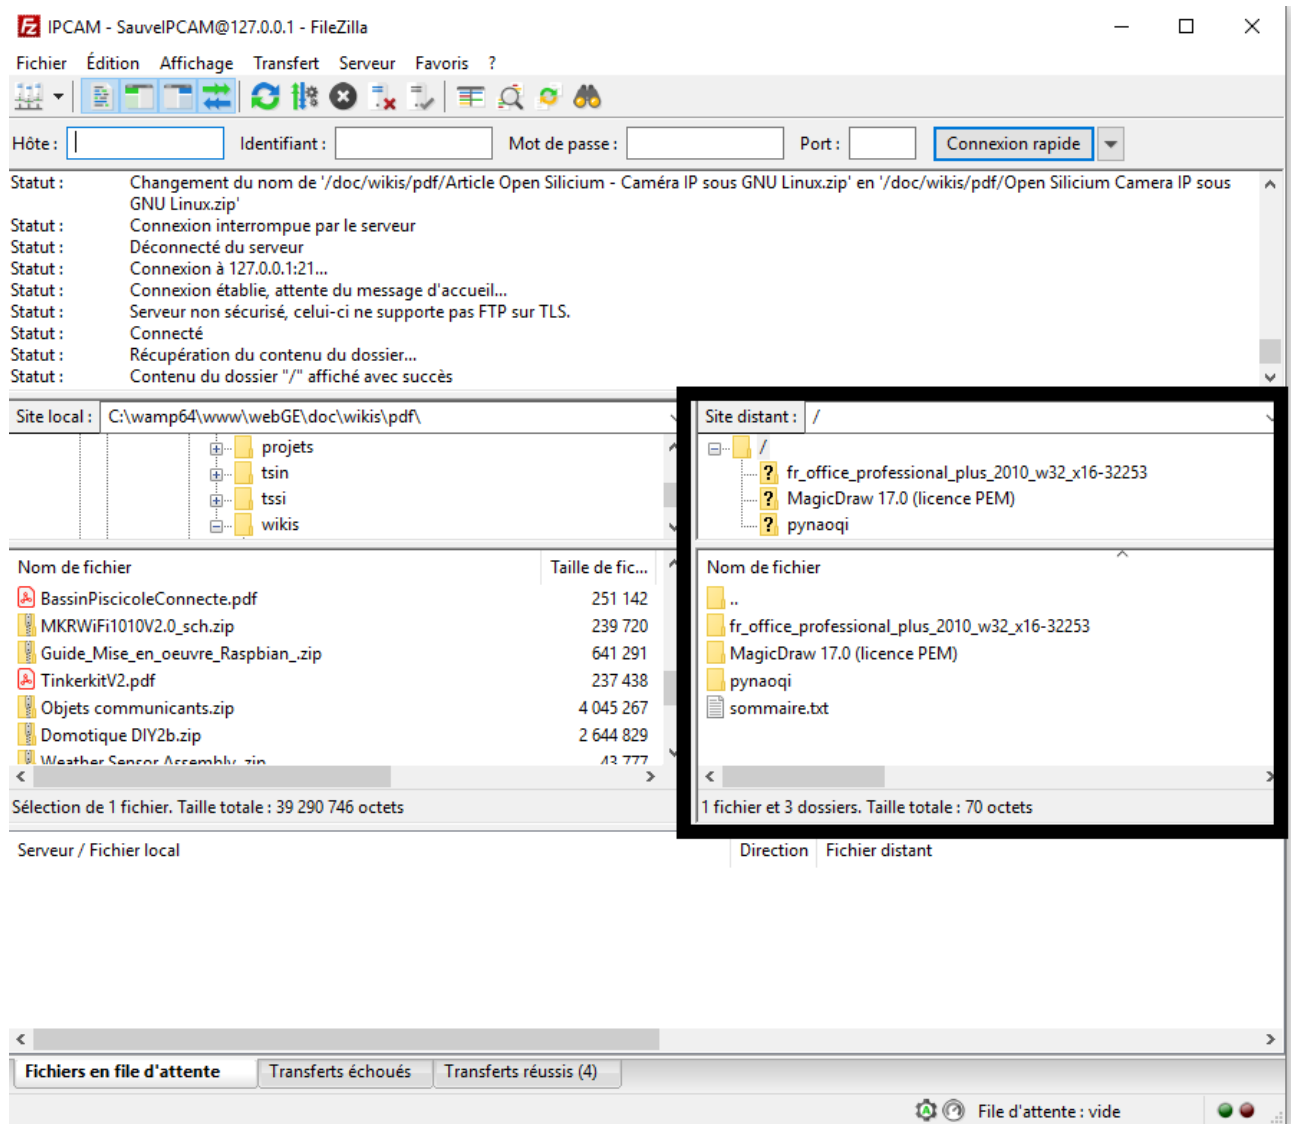 IPCAM - SauveIPCAM@127.0.0.1 - FileZilla
Fichier Édition Affichage Transfert Serveur Favoris ?
Hôte : Identifiant : Mot de passe : Port : Connexion rapide
Statut : Changement du nom de '/doc/wikis/pdf/Article Open Silicium - Caméra IP sous GNU Linux.zip' en '/doc/wikis/pdf/Open Silicium Camera IP sous
GNU Linux.zip'
Statut : Connexion interrompue par le serveur
Statut : Déconnecté du serveur
Statut : Connexion à 127.0.0.1:21...
Statut : Connexion établie, attente du message d'accueil...
Statut : Serveur non sécurisé, celui-ci ne supporte pas FTP sur TLS.
Statut : Connecté
Statut : Récupération du contenu du dossier...
Statut : Contenu du dossier "/" affiché avec succès
Site local : C:\wamp64\www\webGE\doc\wikis\pdf\
projets
tsin
tssi
wikis
Nom de fichier Taille de fic...
BassinPiscicoleConnecte.pdf 251 142
MKRWiFi1010V2.0_sch.zip 239 720
Guide_Mise_en_oeuvre_Raspbian_.zip 641 291
TinkerkitV2.pdf 237 438
Objets communicants.zip 4 045 267
Domotique DIY2b.zip 2 644 829
Weather Sensor Assembly .zip 43 777
Sélection de 1 fichier. Taille totale : 39 290 746 octets
Site distant : /
/
fr_office_professional_plus_2010_w32_x16-32253
MagicDraw 17.0 (licence PEM)
pynaoqi
Nom de fichier
..
fr_office_professional_plus_2010_w32_x16-32253
MagicDraw 17.0 (licence PEM)
pynaoqi
sommaire.txt
1 fichier et 3 dossiers. Taille totale : 70 octets
Serveur / Fichier local Direction Fichier distant
Fichiers en file d'attente Transferts échoués Transferts réussis (4)
File d'attente : vide